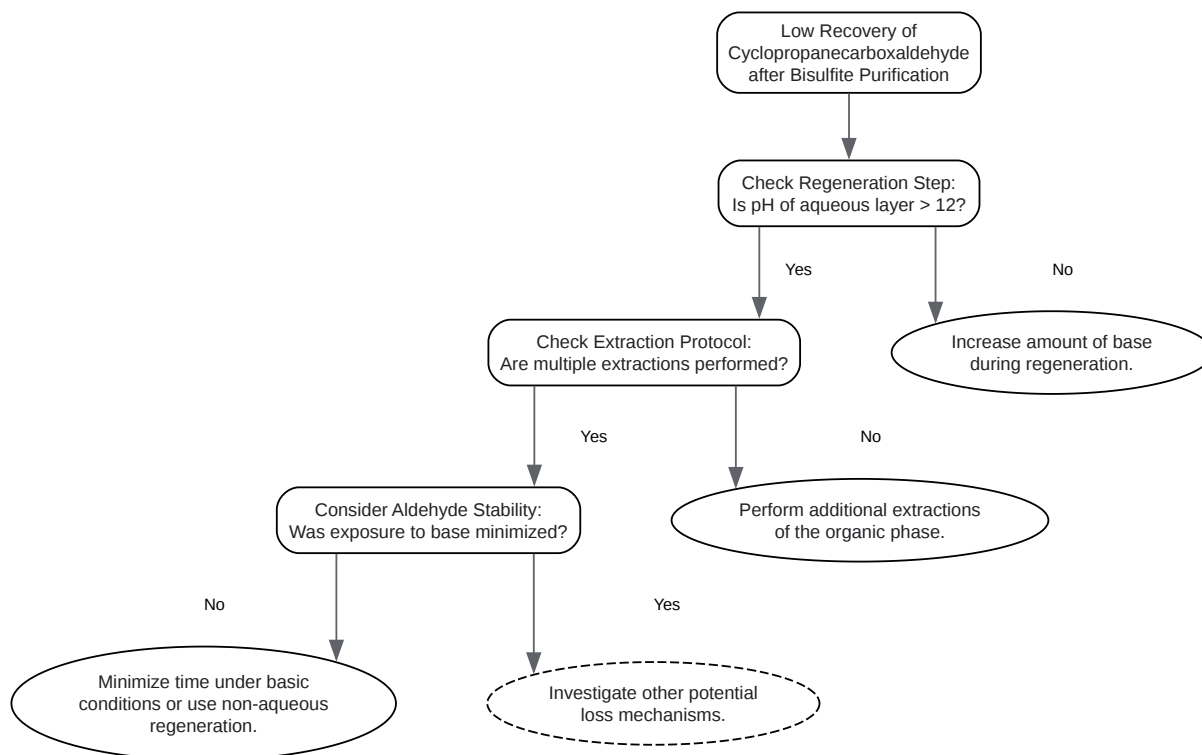 Low Recovery of
Cyclopropanecarboxaldehyde
after Bisulfite Purification
Check Regeneration Step:
Is pH of aqueous layer > 12?
Yes
No
Check Extraction Protocol:
Are multiple extractions performed?
Increase amount of base
during regeneration.
Yes
No
Consider Aldehyde Stability:
Was exposure to base minimized?
Perform additional extractions
of the organic phase.
No
Yes
Minimize time under basic
conditions or use non-aqueous
regeneration.
Investigate other potential
loss mechanisms.